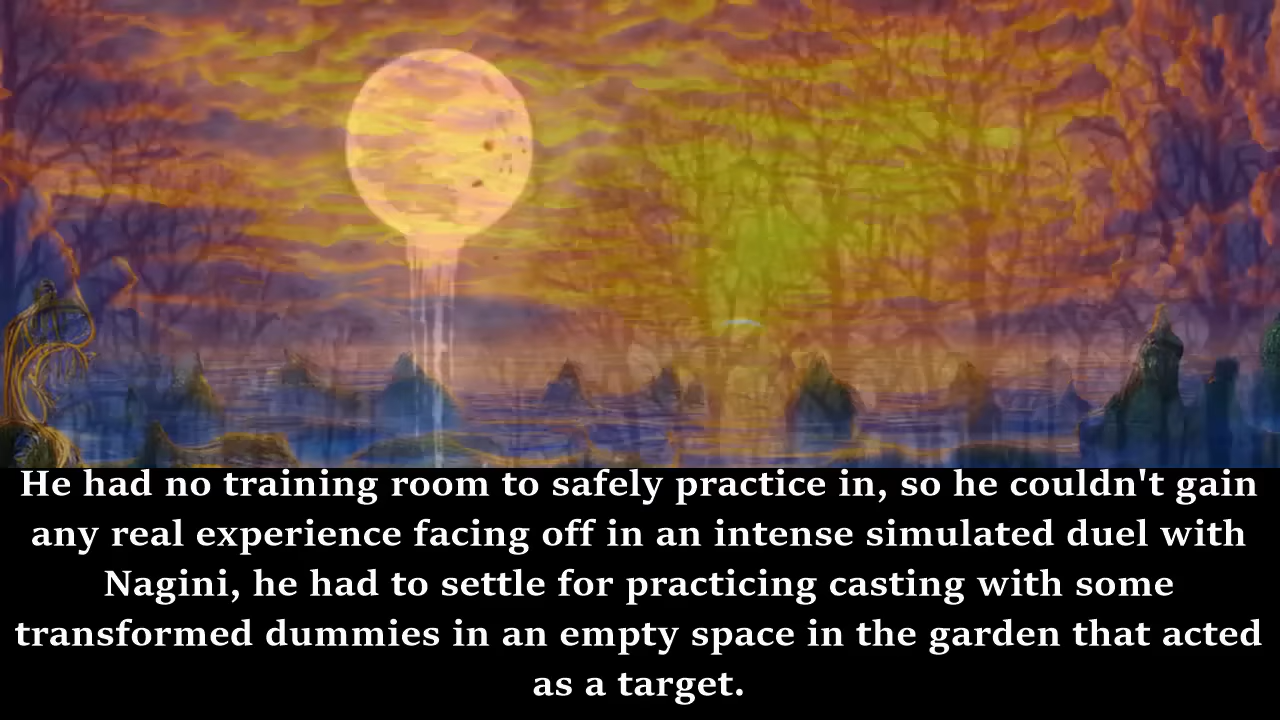 He had no training room to safely practice in, so he couldn't gain
any real experience facing off in an intense simulated duel with
Nagini, he had to settle for practicing casting with some
transformed dummies in an empty space in the garden that acted
as a target.